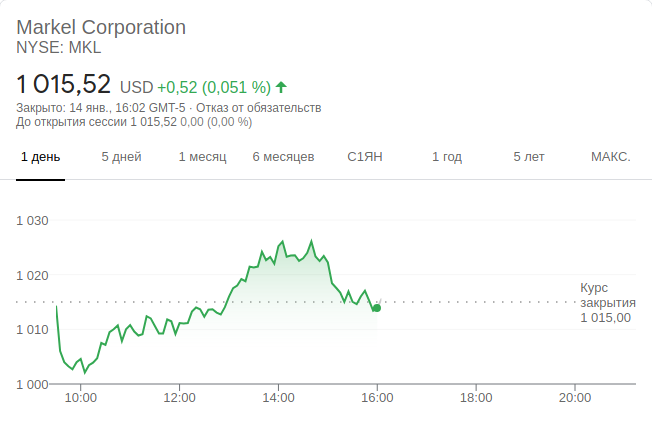 Markel Corporation
NYSE: MKL
1 015,52 USD +0,52 (0,051 %)
Закрыто: 14 янв., 16:02 GMT-5 · Отказ от обязательств
До открытия сессии 1 015,52 0,00 (0,00 %)
1 день 5 дней 1 месяц 6 месяцев С1ЯН 1 год 5 лет МАКС.
1 030
1 020
Курс
закрытия
1 015,00
1 010
1 000
10:00 12:00 14:00 16:00 18:00 20:00